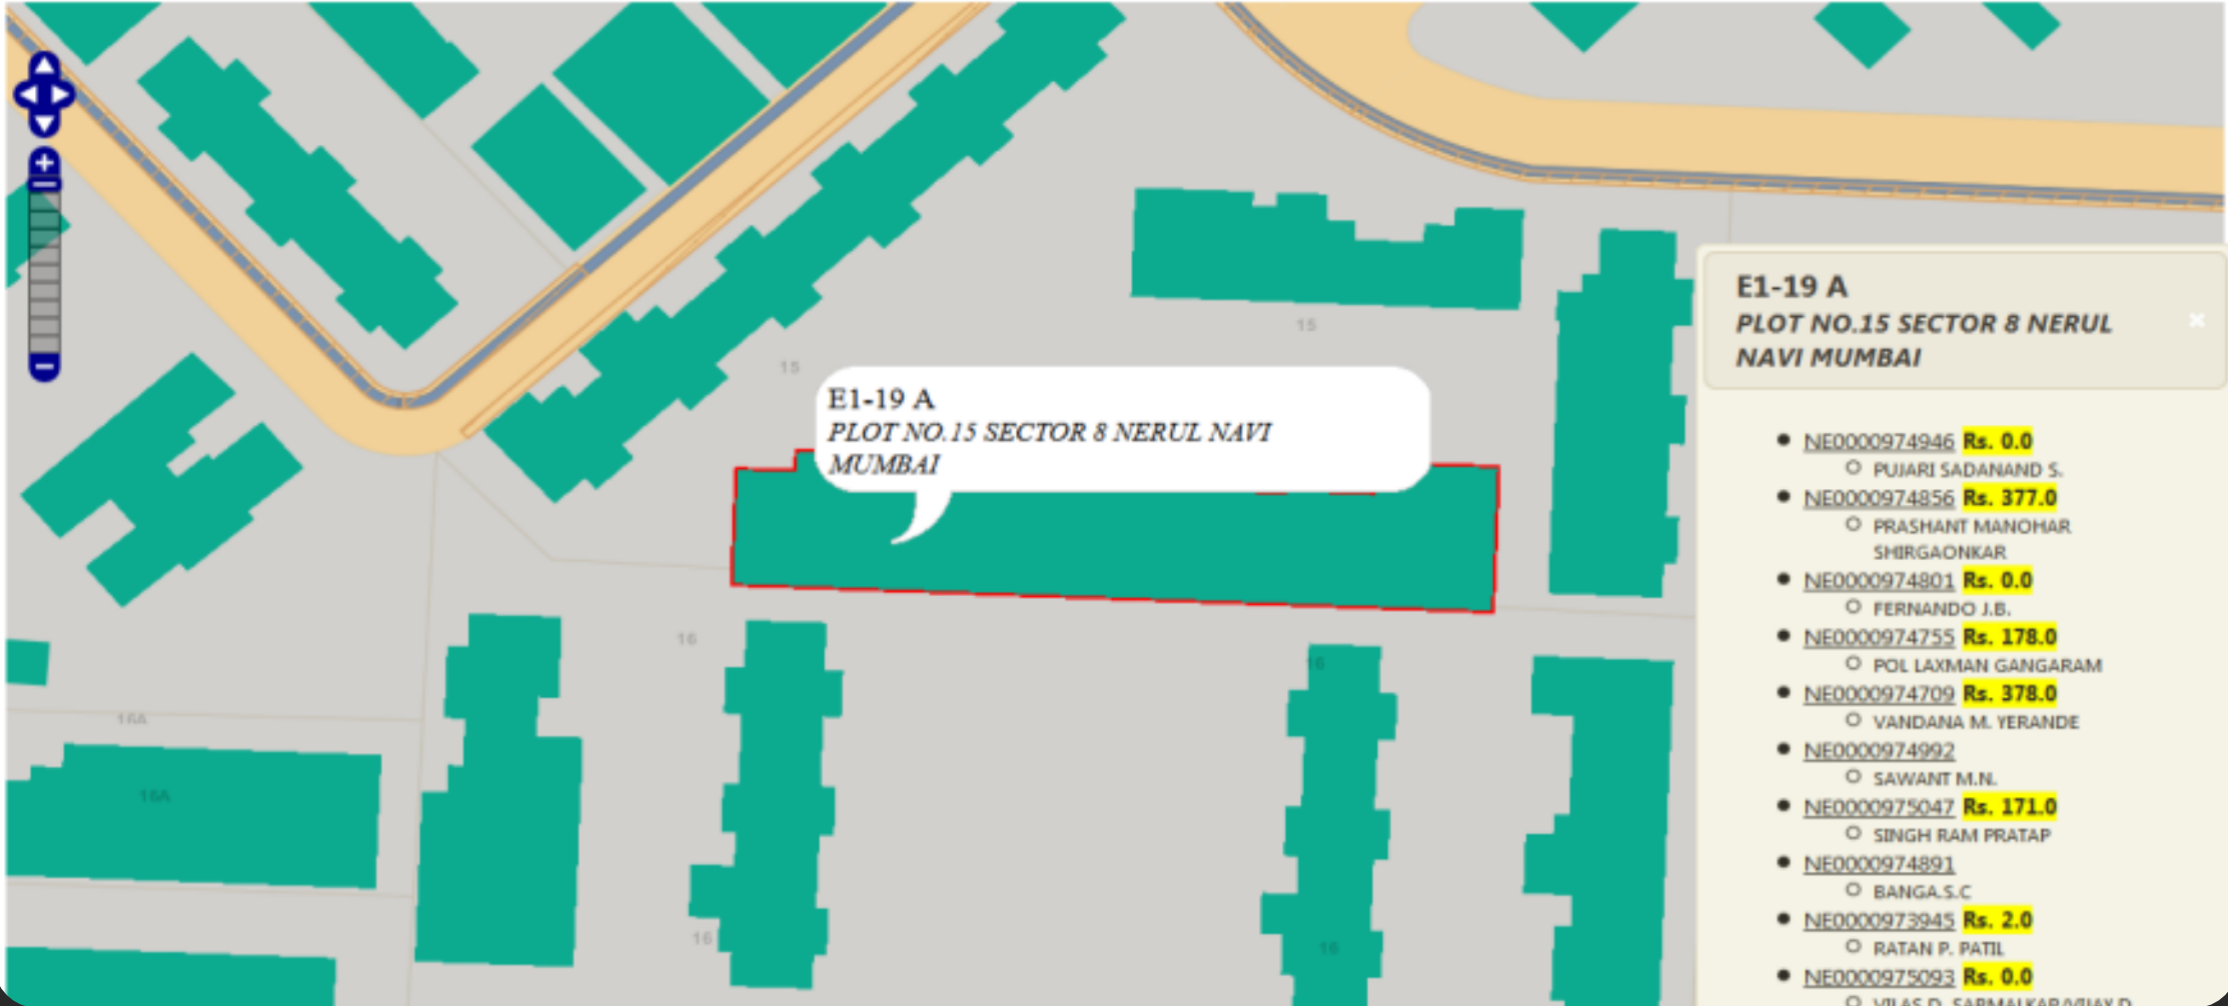 15
15
E1-19 A
PLOT NO.15 SECTOR 8 NERUL NAVI
MUMBAI
16
16
16A
16A
16
16
E1-19 A
PLOT NO.15 SECTOR 8 NERUL
NAVI MUMBAI
NE0000974946 Rs. 0.0
PUJARI SADANAND S.
NE0000974856 Rs. 377.0
PRASHANT MANOHAR
SHIRGAONKAR
NE0000974801 Rs. 0.0
FERNANDO J.B.
NE0000974755 Rs. 178.0
POL LAXMAN GANGARAM
NE0000974709 Rs. 378.0
VANDANA M. YERANDE
NE0000974992
SAWANT M.N.
NE0000975047 Rs. 171.0
SINGH RAM PRATAP
NE0000974891
BANGA.S.C
NE0000973945 Rs. 2.0
RATAN P. PATIL
NE0000975093 Rs. 0.0